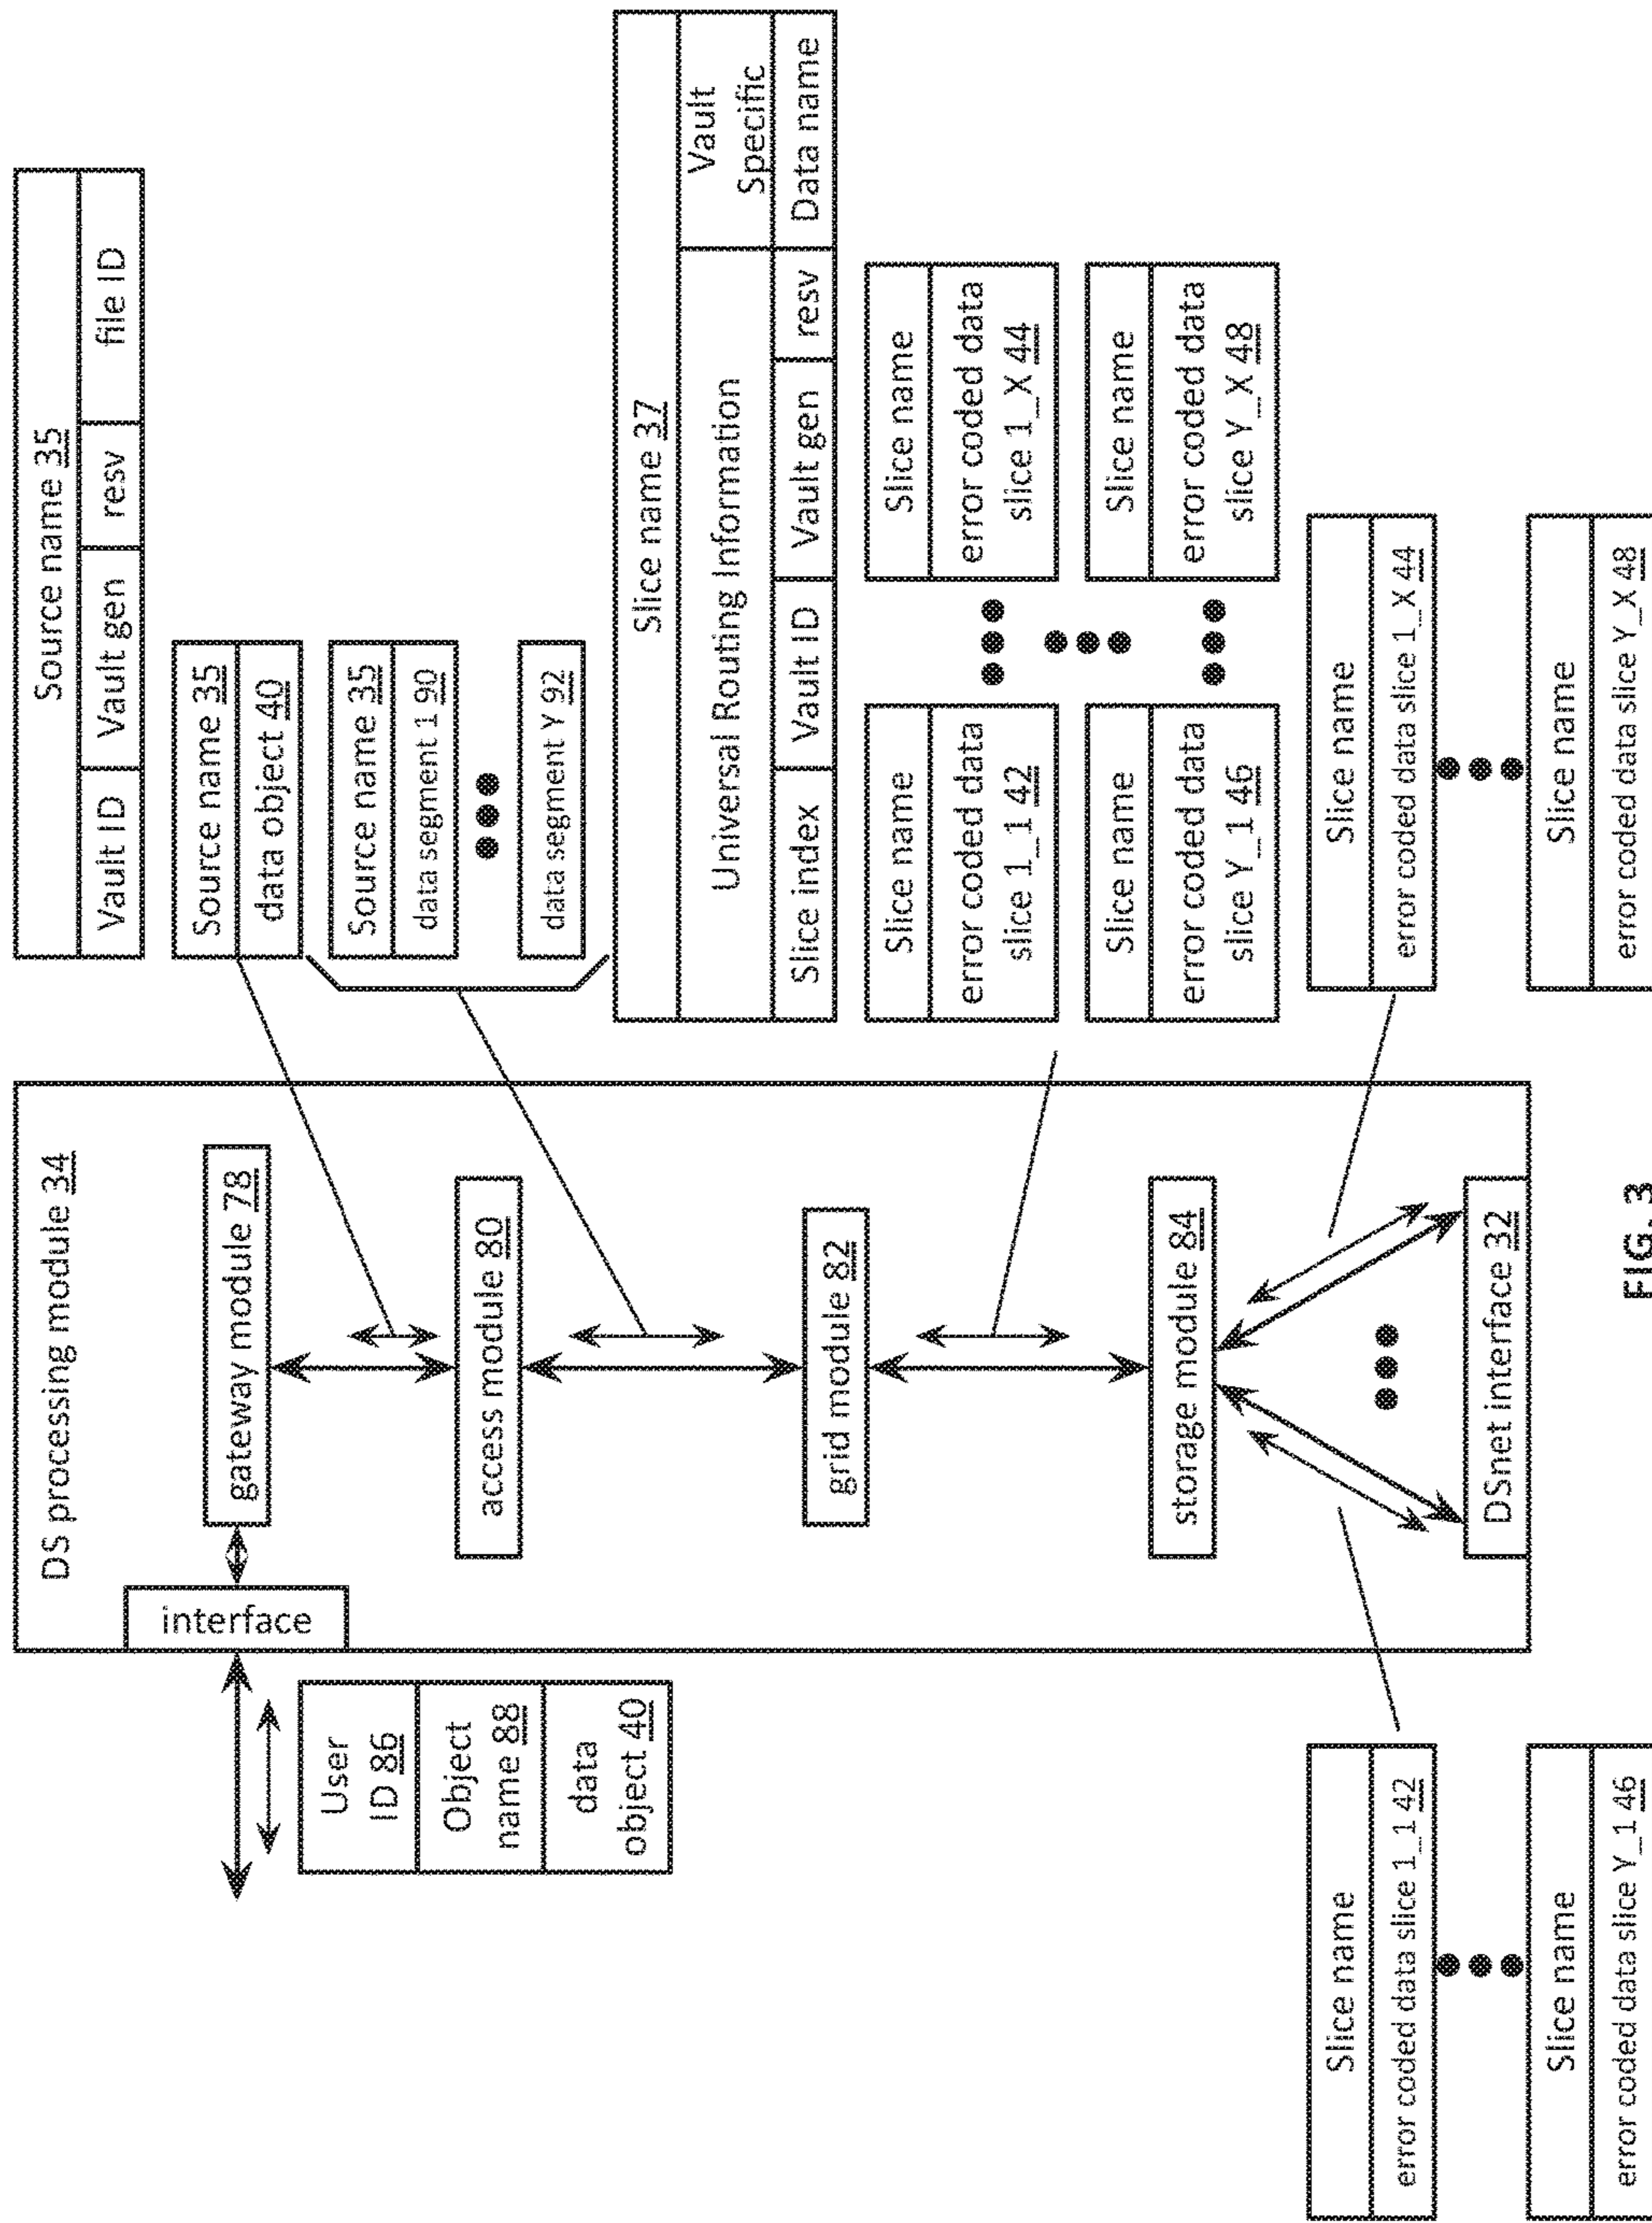 DS processing module 34
interface
User
ID 86
Object
name 88
data
object 40
gateway module 78
access module 80
grid module 82
storage module 84
DSnet interface 32
Source name 35
Vault ID
Vault gen
resv
file ID
Source name 35
data object 40
Source name 35
data segment 1 90
data segment Y 92
Slice name 37
Universal Routing Information
Vault
Specific
Slice index
Vault ID
Vault gen
resv
Data name
Slice name
error coded data
slice 1_1 42
Slice name
error coded data
slice 1_X 44
Slice name
error coded data
slice Y_1 46
Slice name
error coded data
slice Y_X 48
Slice name
error coded data slice 1_1 42
Slice name
error coded data slice Y_1 46
Slice name
error coded data slice 1_X 44
Slice name
error coded data slice Y_X 48
FIG. 3